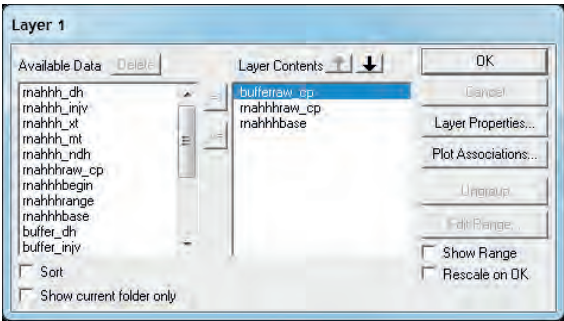 Layer 1
Available Data
Delete
Layer Contents
OK
rnahhh_dh
rnahhh_injv
rnahhh_xt
rnahhh_mt
rnahhh_ndh
rnahhhraw_cp
rnahhhbegin
rnahhhrange
rnahhhbase
buffer_dh
buffer_injv
bufferraw_cp
rnahhhraw_cp
rnahhhbase
Cancel
Layer Properties...
Plot Associations...
Ungroup
Edit Range...
Show Range
Rescale on OK
Sort
Show current folder only